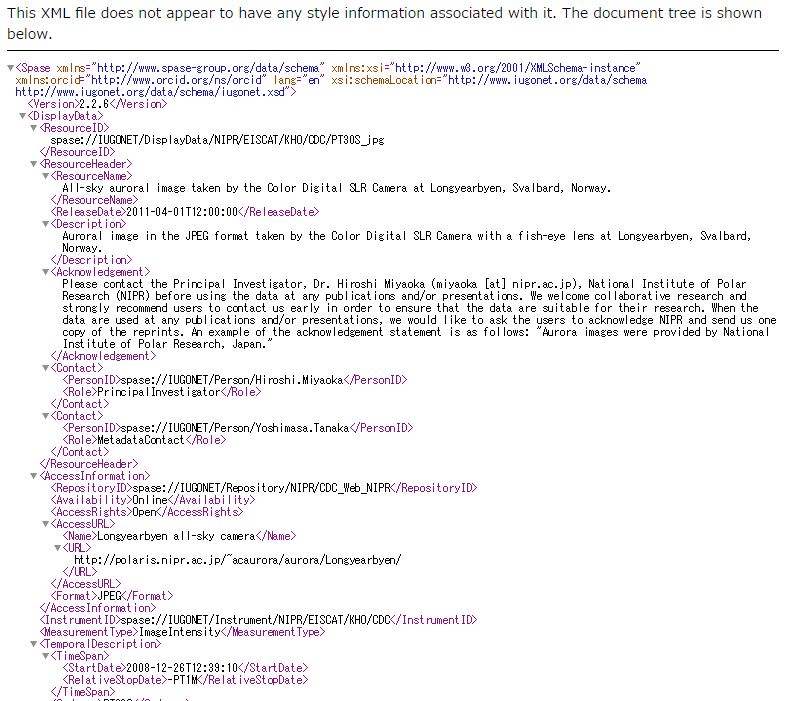 This XML file does not appear to have any style information associated with it. The document tree is shown
below.
▼<Spase xmlns="http://www.spase-group.org/data/schema" xmlns:xsi="http://www.w3.org/2001/XMLSchema-instance"
xmlns:orcid="http://www.orcid.org/ns/orcid" lang="en" xsi:schemaLocation="http://www.iugonet.org/data/schema
http://www.iugonet.org/data/schema/iugonet.xsd">
<Version>2.2.6</Version>
▼<DisplayData>
▼<ResourceID>
spase://IUGONET/DisplayData/NIPR/EISCAT/KHO/CDC/PT30S_jpg
</ResourceID>
▼<ResourceHeader>
▼<ResourceName>
All-sky auroral image taken by the Color Digital SLR Camera at Longyearbyen, Svalbard, Norway.
</ResourceName>
<ReleaseDate>2011-04-01T12:00:00</ReleaseDate>
▼<Description>
Auroral image in the JPEG format taken by the Color Digital SLR Camera with a fish-eye lens at Longyearbyen, Svalbard,
Norway.
</Description>
▼<Acknowledgement>
Please contact the Principal Investigator, Dr. Hiroshi Miyaoka (miyaoka [at] nipr.ac.jp), National Institute of Polar
Research (NIPR) before using the data at any publications and/or presentations. We welcome collaborative research and
strongly recommend users to contact us early in order to ensure that the data are suitable for their research. When the
data are used at any publications and/or presentations, we would like to ask the users to acknowledge NIPR and send us one
copy of the reprints. An example of the acknowledgement statement is as follows: "Aurora images were provided by National
Institute of Polar Research, Japan."
</Acknowledgement>
▼<Contact>
<PersonID>spase://IUGONET/Person/Hiroshi.Miyaoka</PersonID>
<Role>PrincipalInvestigator</Role>
</Contact>
▼<Contact>
<PersonID>spase://IUGONET/Person/Yoshimasa.Tanaka</PersonID>
<Role>MetadataContact</Role>
</Contact>
</ResourceHeader>
▼<AccessInformation>
<RepositoryID>spase://IUGONET/Repository/NIPR/CDC_Web_NIPR</RepositoryID>
<Availability>Online</Availability>
<AccessRights>Open</AccessRights>
▼<AccessURL>
<Name>Longyearbyen all-sky camera</Name>
▼<URL>
http://polaris.nipr.ac.jp/~acaurora/aurora/Longyearbyen/
</URL>
</AccessURL>
<Format>JPEG</Format>
</AccessInformation>
<InstrumentID>spase://IUGONET/Instrument/NIPR/EISCAT/KHO/CDC</InstrumentID>
<MeasurementType>ImageIntensity</MeasurementType>
▼<TemporalDescription>
▼<TimeSpan>
<StartDate>2008-12-26T12:39:10</StartDate>
<RelativeStopDate>-PT1M</RelativeStopDate>
</TimeSpan>